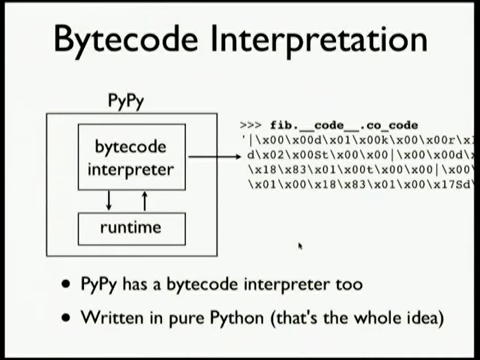 Bytecode Interpretation
PyPy
bytecode
interpreter
runtime
>>> fib.__code__.co_code
'|\x00\x00d\x01\x00k\x00\x00r\x1
d\x02\x00St\x00\x00|\x00\x00d
\x18\x83\x01\x00t\x00\x00|\x00
\x01\x00\x18\x83\x01\x00\x17Sd
• PyPy has a bytecode interpreter too
• Written in pure Python (that's the whole idea)